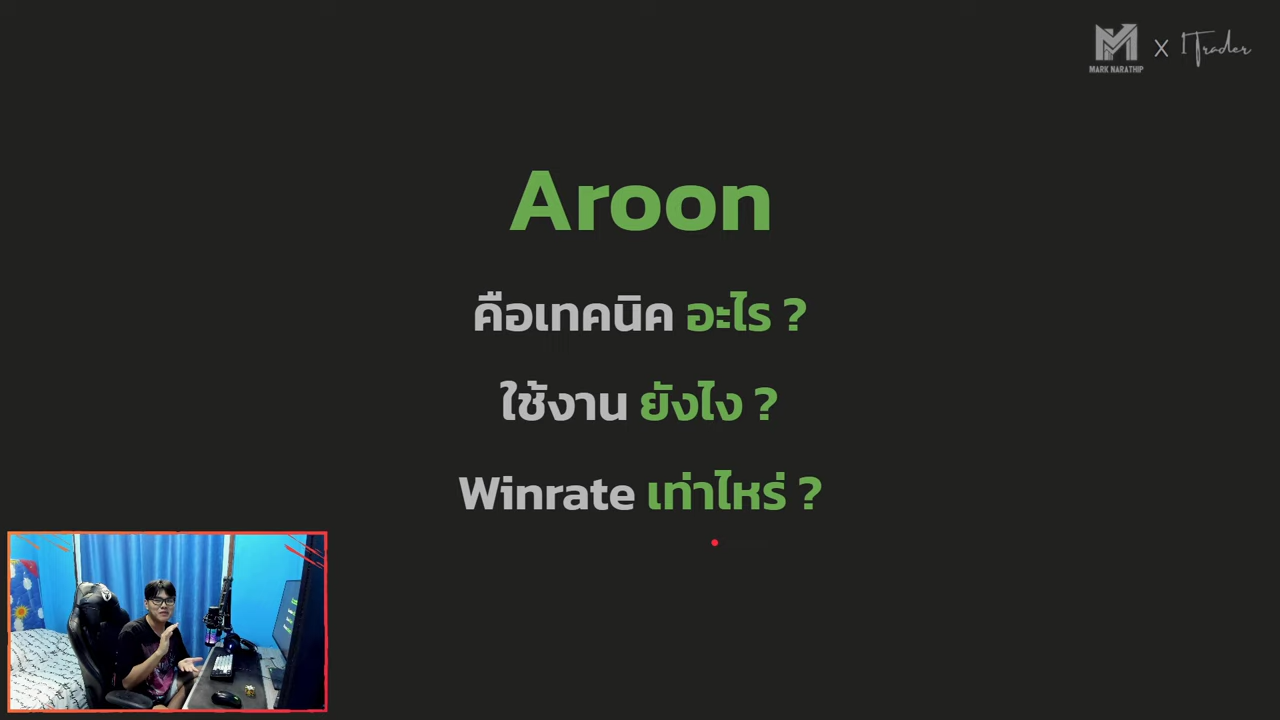 MARK NARATHIP X 1Trader
Aroon
คือเทคนิค อะไร ?
ใช้งาน ยังไง ?
Winrate เท่าไหร่ ?